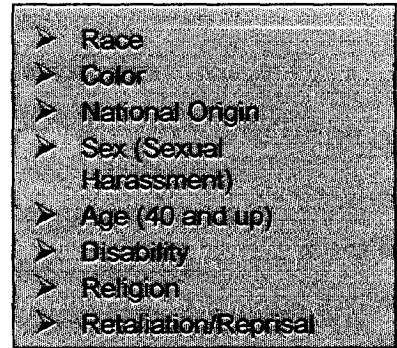 ➢ Race
➢ Color
➢ National Origin
➢ Sex (Sexual
Harassment)
➢ Age (40 and up)
➢ Disability
➢ Religion
➢ Retaliation/Reprisal